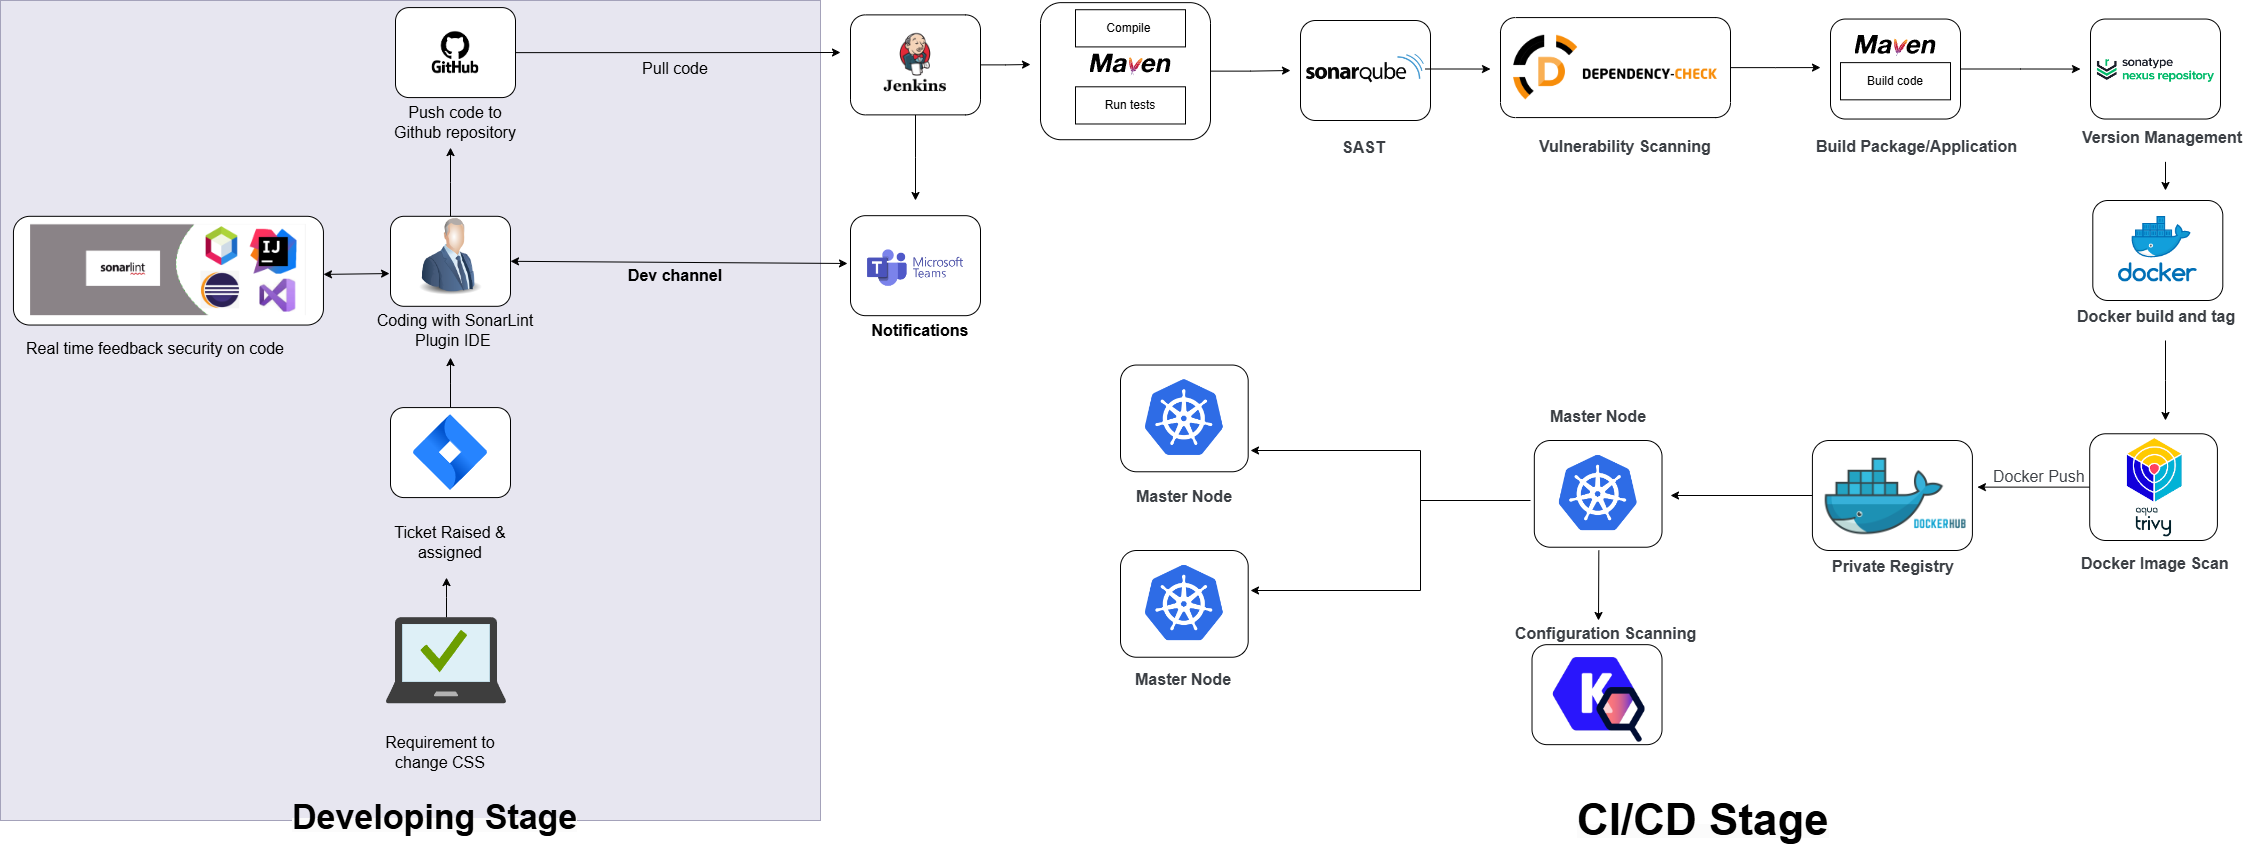 GitHub
Push code to
Github repository
Pull code
Jenkins
Compile
Maven
Run tests
sonarqube
SAST
DEPENDENCY-CHECK
Vulnerability Scanning
Maven
Build code
Build Package/Application
sonatype
nexus repository
Version Management
sonarlint
IJ
Real time feedback security on code
Coding with SonarLint
Plugin IDE
Dev channel
T
Microsoft
Teams
Notifications
docker
Docker build and tag
Ticket Raised &
assigned
Requirement to
change CSS
Developing Stage
Master Node
Master Node
Master Node
Configuration Scanning
K
DOCKERHUB
Private Registry
Docker Push
aqua
trivy
Docker Image Scan
CI/CD Stage